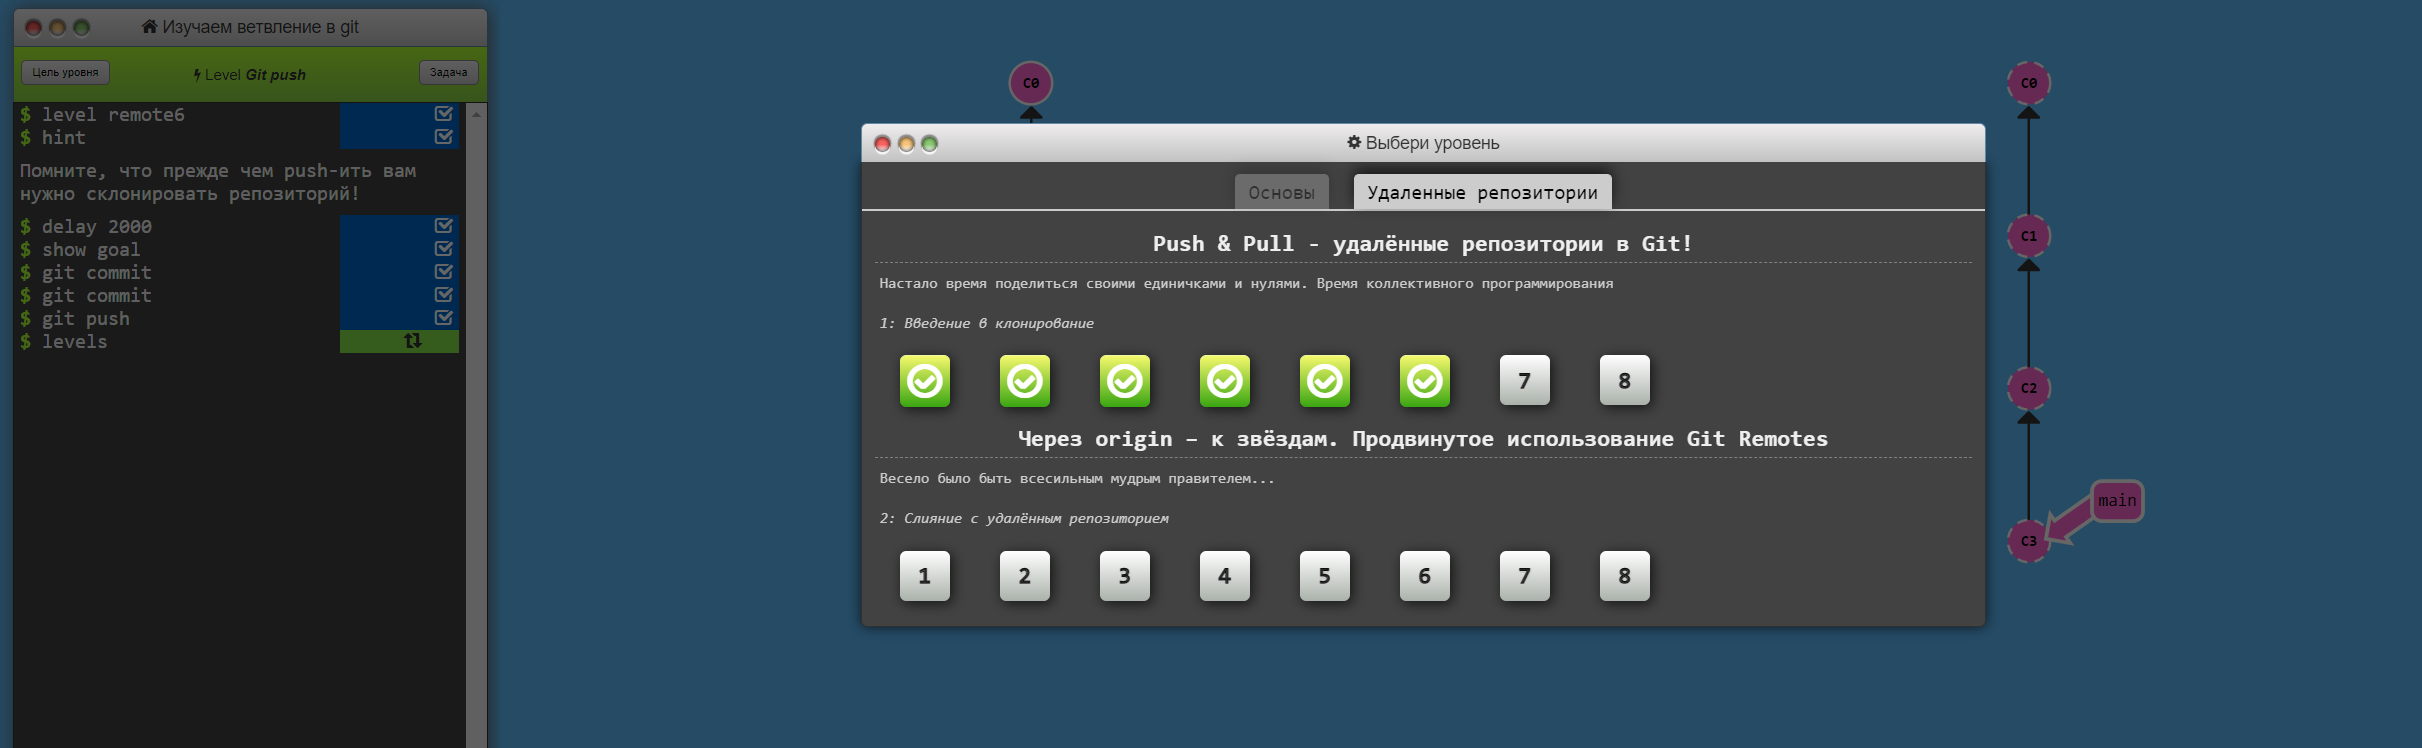 Изучаем ветвление в git
Цель уровня
Level Git push
Задача
$ level remote6
$ hint
Помните, что прежде чем push-ить вам
нужно склонировать репозиторий!
$ delay 2000
$ show goal
$ git commit
$ git commit
$ git push
$ levels
C0
Выбери уровень
Основы
Удаленные репозитории
Push & Pull - удалённые репозитории в Git!
Настало время поделиться своими единичками и нулями. Время коллективного программирования
1: Введение в клонирование
7 8
Через origin – к звёздам. Продвинутое использование Git Remotes
Весело было быть всесильным мудрым правителем...
2: Слияние с удалённым репозиторием
1 2 3 4 5 6 7 8
C0
C1
C2
main
C3